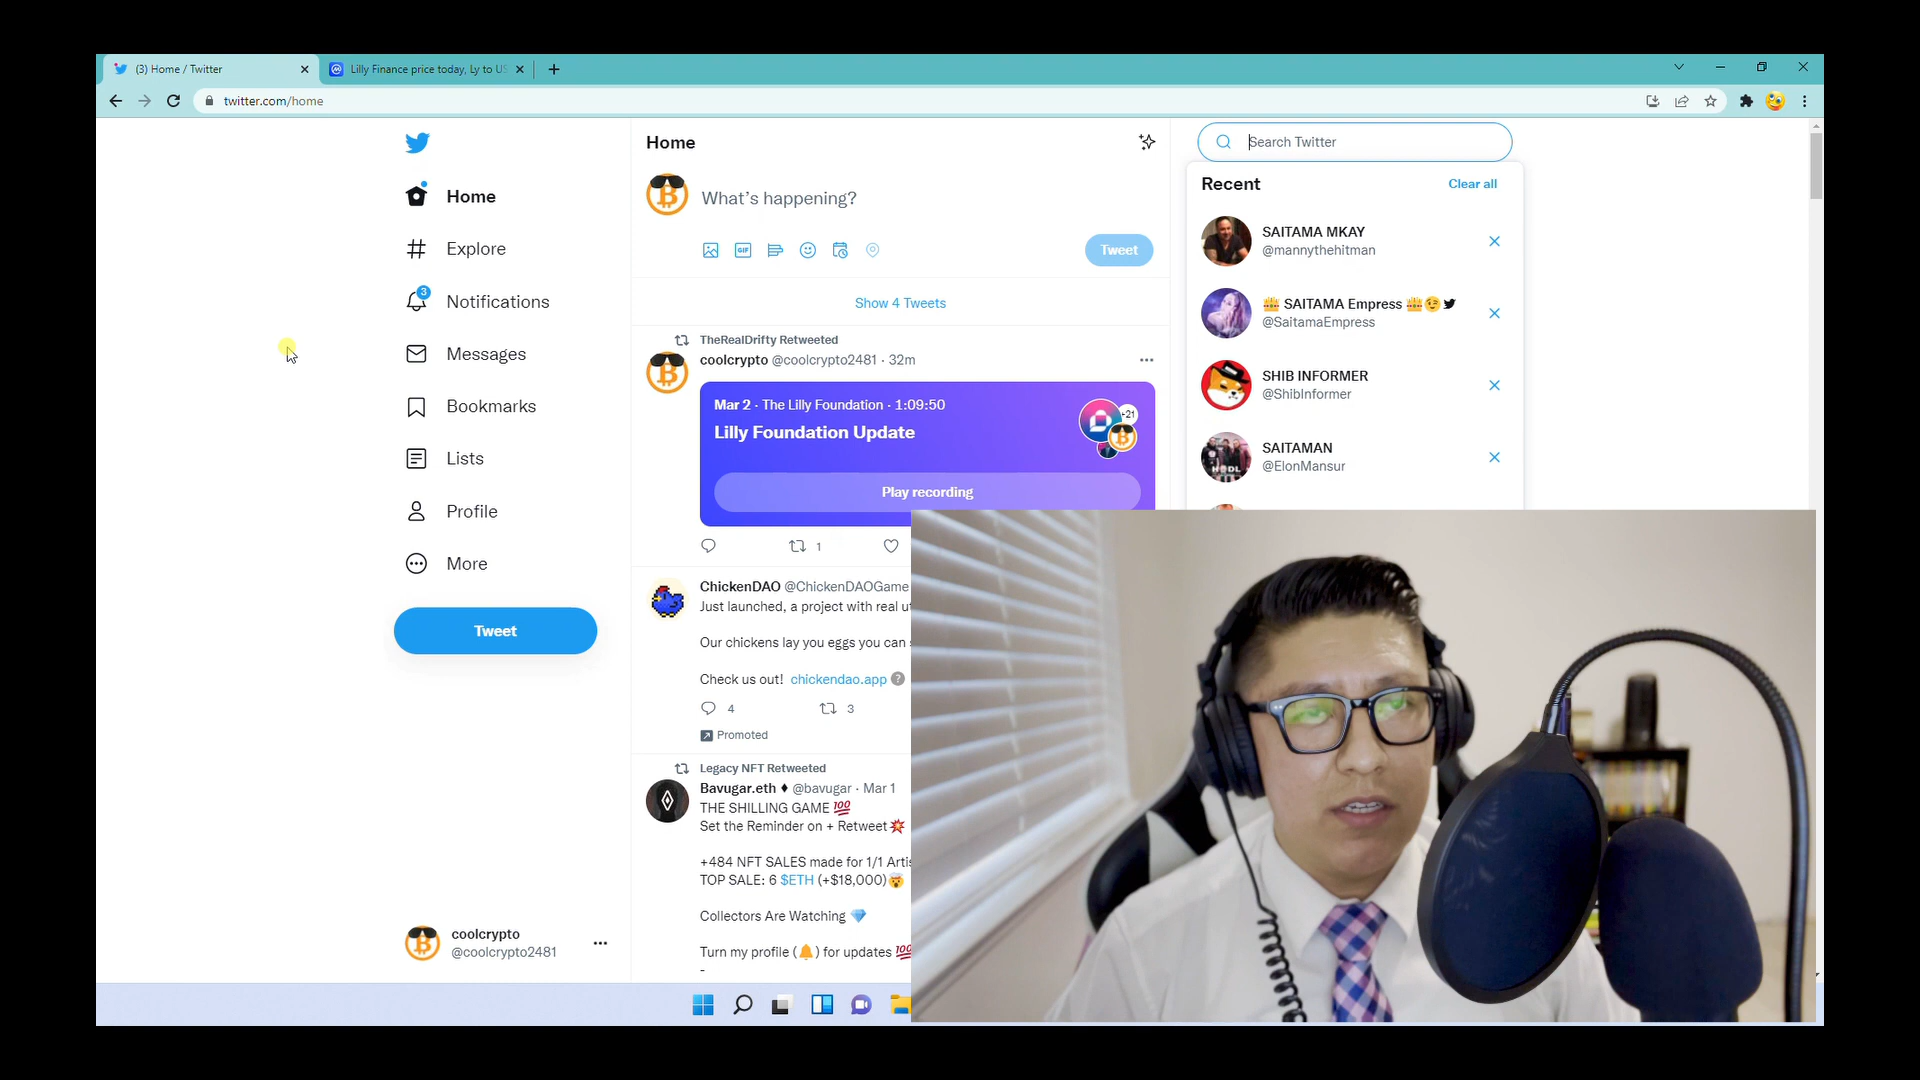 (3) Home / Twitter
Lilly Finance price today, Ly to US
twitter.com/home
Home
Explore
3
Notifications
Messages
Bookmarks
Lists
Profile
More
Tweet
coolcrypto
@coolcrypto2481
Home
What's happening?
GIF
Tweet
Show 4 Tweets
TheRealDrifty Retweeted
coolcrypto @coolcrypto2481 · 32m
Mar 2 · The Lilly Foundation · 1:09:50
+21
Lilly Foundation Update
Play recording
1
ChickenDAO @ChickenDAOGame
Just launched, a project with real
Our chickens lay you eggs you can
Check us out! chickendao.app ?
4
3
Promoted
Legacy NFT Retweeted
Bavugar.eth ♦ @bavugar · Mar 1
THE SHILLING GAME 💯
Set the Reminder on + Retweet💥
+484 NFT SALES made for 1/1
TOP SALE: 6 $ETH (+$18,000)🤯
Collectors Are Watching 💎
Turn my profile (🔔) for updates 💯
-
Search Twitter
Recent
Clear all
SAITAMA MKAY
@mannythehitman
👑 SAITAMA Empress 👑😉
@SaitamaEmpress
SHIB INFORMER
@ShibInformer
SAITAMAN
@ElonMansur
HODL